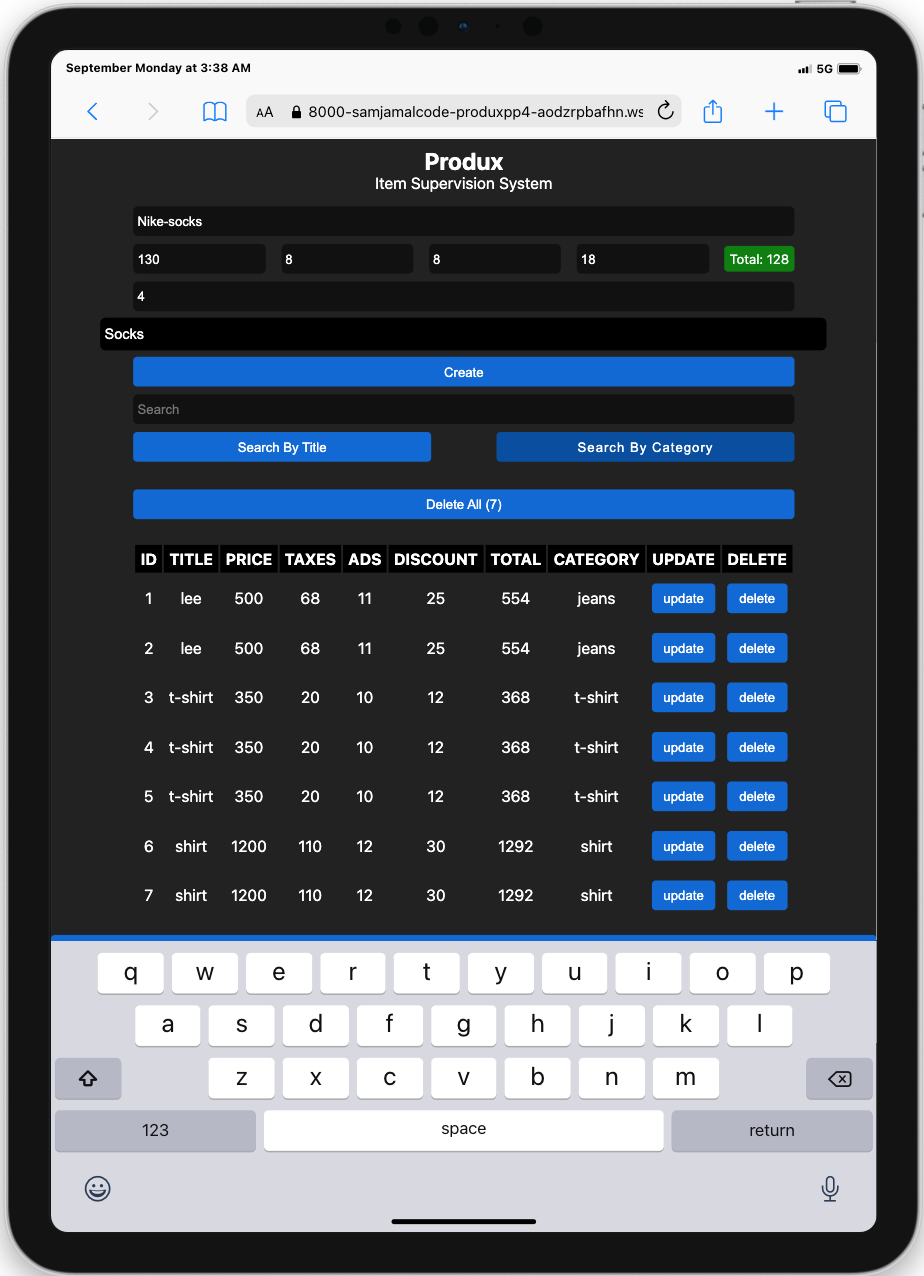 September Monday at 3:38 AM 5G
AA 8000-samjamalcode-produxpp4-aodzrpbafhn.ws
Produx
Item Supervision System
Nike-socks
130 8 8 18 Total: 128
4
Socks
Create
Search
Search By Title Search By Category
Delete All (7)
ID TITLE PRICE TAXES ADS DISCOUNT TOTAL CATEGORY UPDATE DELETE
1 lee 500 68 11 25 554 jeans update delete
2 lee 500 68 11 25 554 jeans update delete
3 t-shirt 350 20 10 12 368 t-shirt update delete
4 t-shirt 350 20 10 12 368 t-shirt update delete
5 t-shirt 350 20 10 12 368 t-shirt update delete
6 shirt 1200 110 12 30 1292 shirt update delete
7 shirt 1200 110 12 30 1292 shirt update delete
q w e r t y u i o p
a s d f g h j k l
z x c v b n m
123 space return